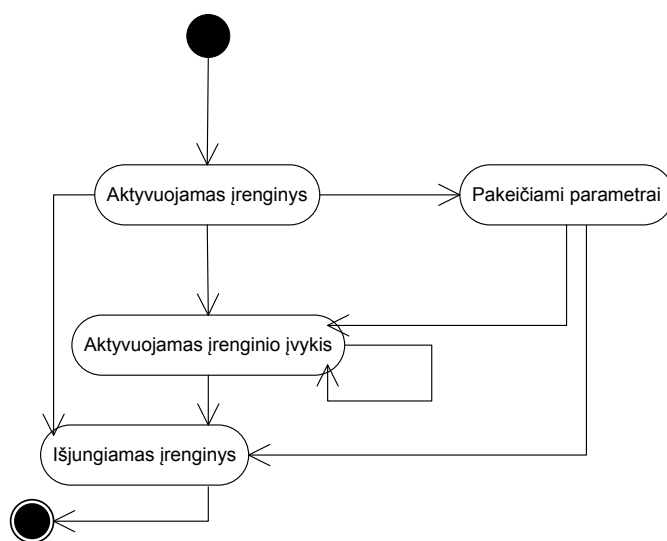 Aktyvuojamas įrenginys
Pakeičiami parametrai
Aktyvuojamas įrenginio įvykis
Išjungiamas įrenginys